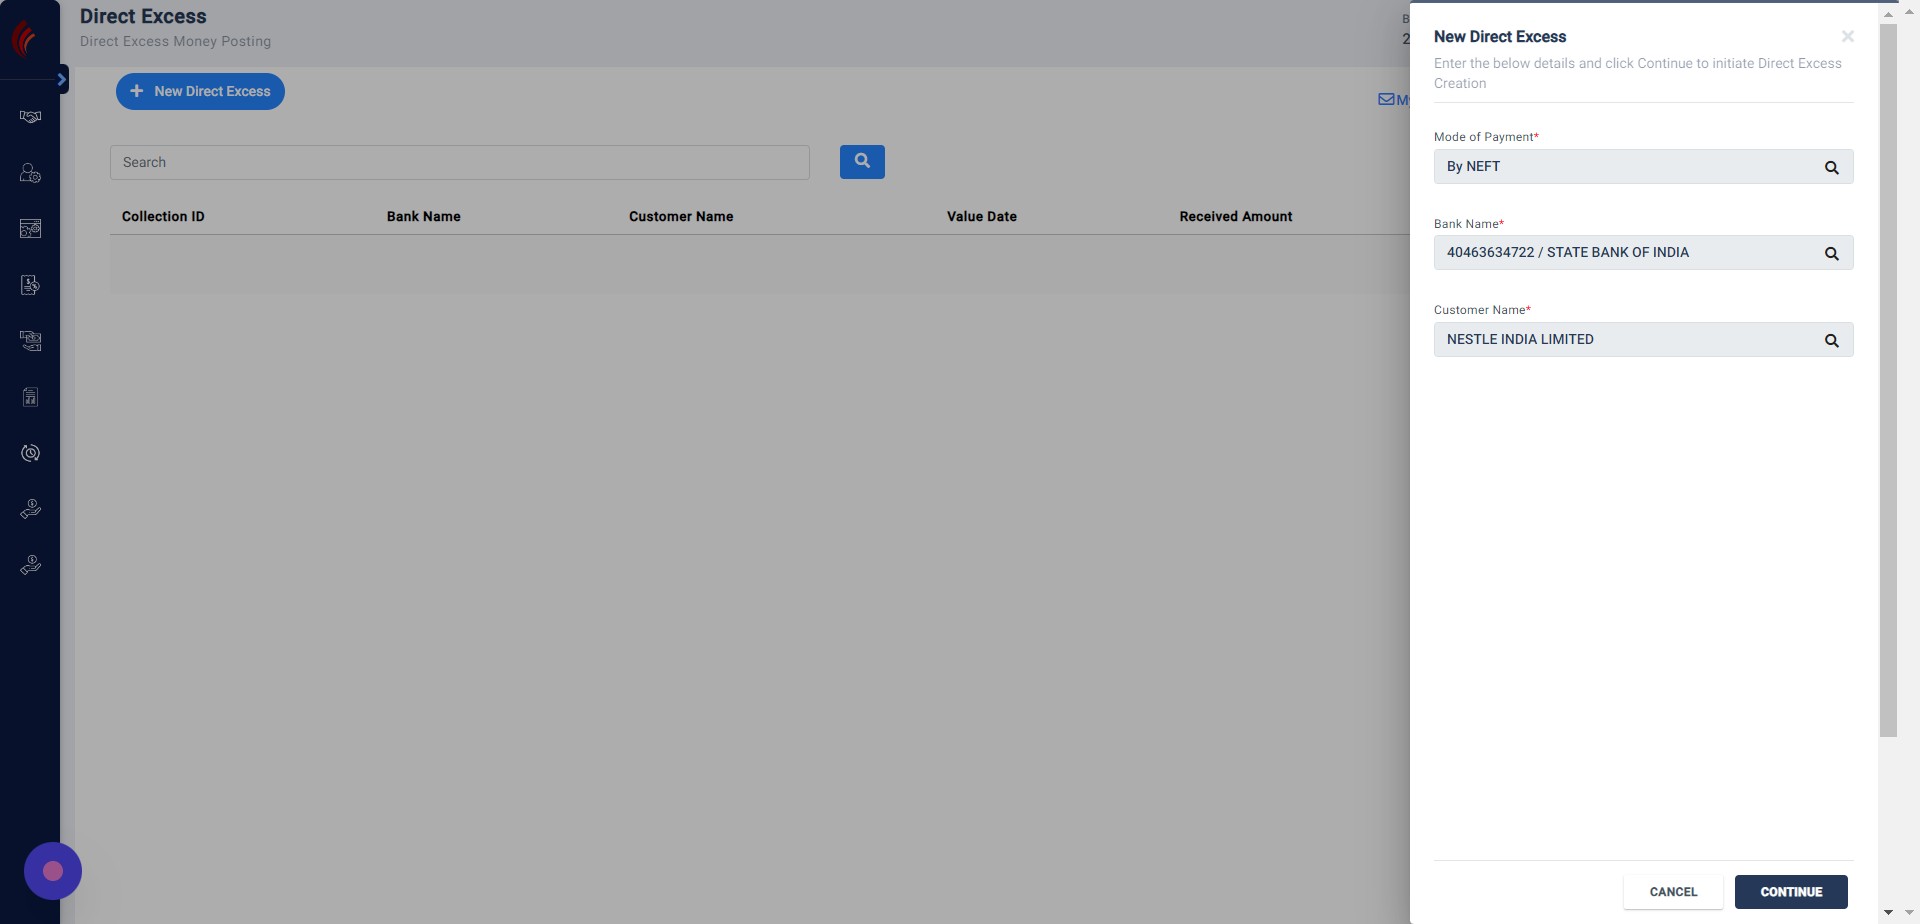 Direct Excess
Direct Excess Money Posting
New Direct Excess
Search
Collection ID Bank Name Customer Name Value Date Received Amount
New Direct Excess
Enter the below details and click Continue to initiate Direct Excess
Creation
Mode of Payment*
By NEFT
Bank Name*
40463634722 / STATE BANK OF INDIA
Customer Name*
NESTLE INDIA LIMITED
CANCEL CONTINUE